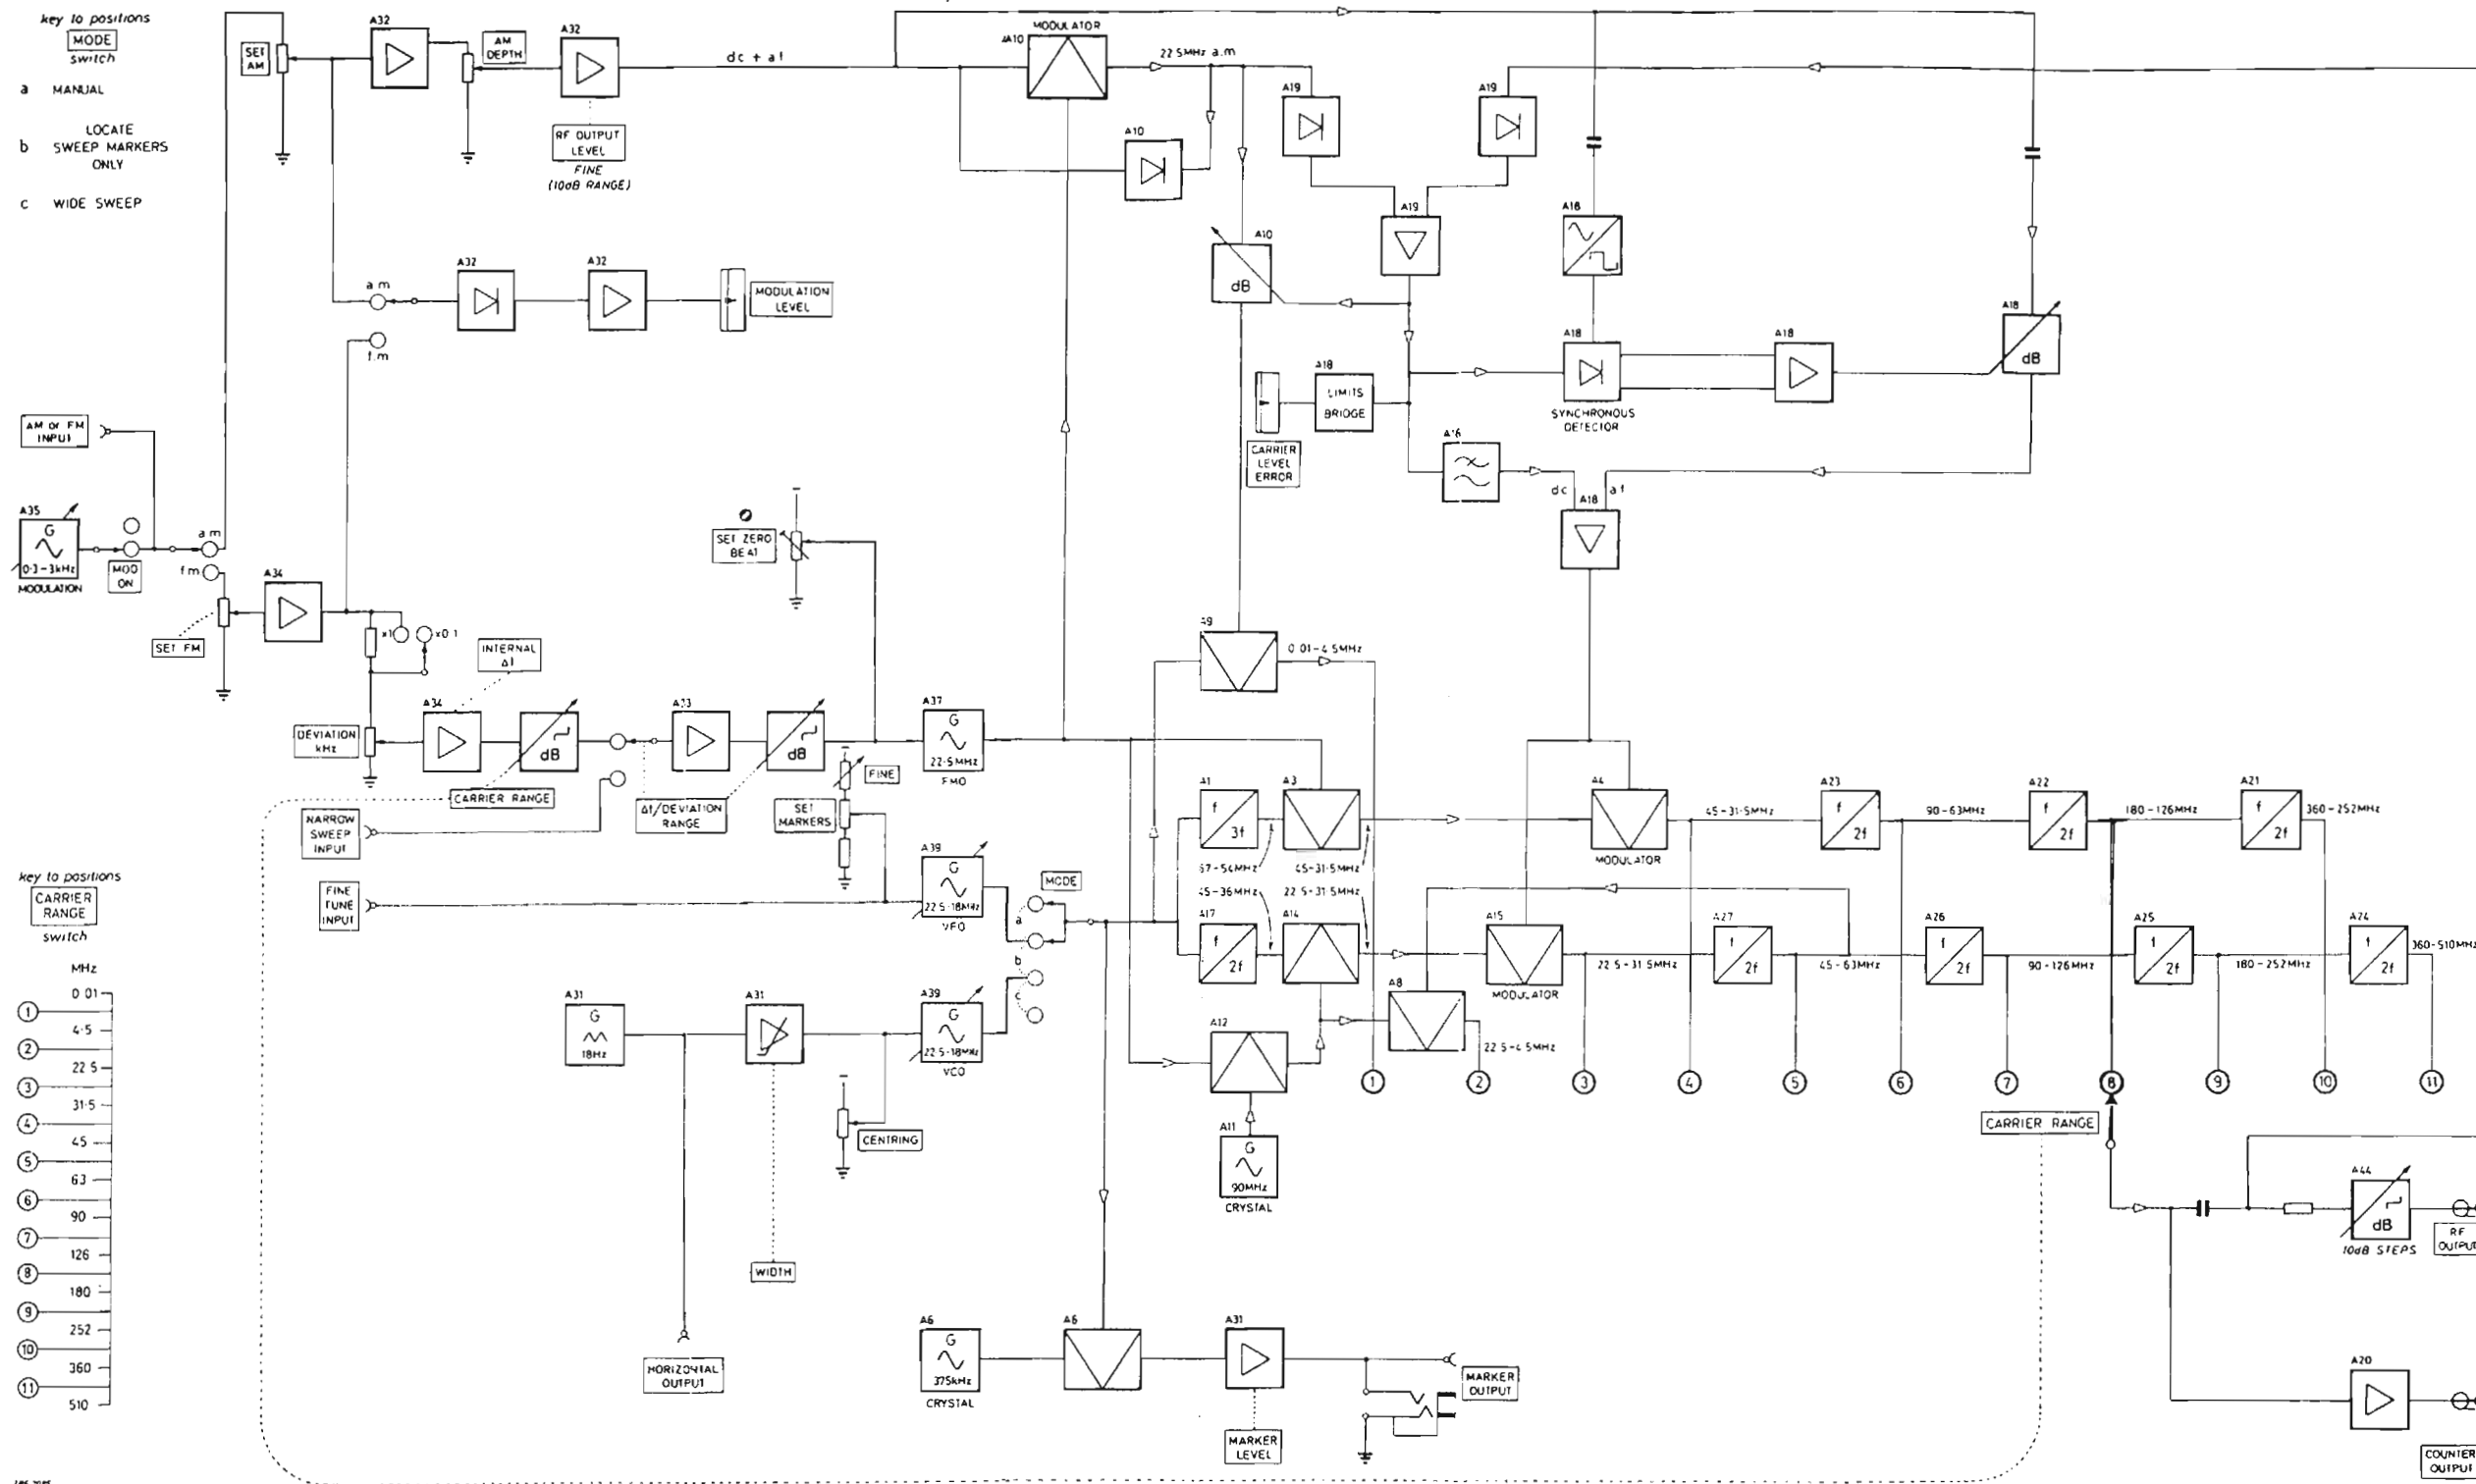 key to positions
MODE
switch
a MANUAL
b LOCATE
SWEEP MARKERS
ONLY
c WIDE SWEEP
SET
AM
A32
AM
DEPTH
A32
RF OUTPUT
LEVEL
FINE
(10dB RANGE)
dc + af
MODULATOR
A10
22·5MHz a.m
A10
A19
A19
A19
A10
dB
A18
A18
dB
A32
A32
MODULATION
LEVEL
a.m
f.m
A18
SYNCHRONOUS
DETECTOR
A18
A18
LIMITS
BRIDGE
CARRIER
LEVEL
ERROR
dc
A18
af
AM or FM
INPUT
A35
G
0·3-3kHz
MODULATION
MOD
ON
a.m
f.m
SET FM
A34
x1
x0·1
SET ZERO
BEAT
INTERNAL
Δf
DEVIATION
kHz
A34
dB
CARRIER RANGE
A33
dB
Δf/DEVIATION
RANGE
A37
G
22·5MHz
FMO
FINE
SET
MARKERS
NARROW
SWEEP
INPUT
FINE
TUNE
INPUT
A39
G
22·5-18MHz
VFO
MODE
a
b
c
A9
0·01-4·5MHz
A1
f
3f
A3
67-54MHz
45-31·5MHz
A4
MODULATOR
45-31·5MHz
A23
f
2f
90-63MHz
A22
f
2f
180-126MHz
A21
f
2f
360-252MHz
45-36MHz
22·5-31·5MHz
A17
f
2f
A14
A15
MODULATOR
22·5-31·5MHz
A27
f
2f
45-63MHz
A26
f
2f
90-126MHz
A25
f
2f
180-252MHz
A24
f
2f
360-510MHz
A8
22·5-4·5MHz
A12
A11
G
90MHz
CRYSTAL
1
2
3
4
5
6
7
8
9
10
11
key to positions
CARRIER
RANGE
switch
MHz
0·01
1
4·5
2
22·5
3
31·5
4
45
5
63
6
90
7
126
8
180
9
252
10
360
11
510
A31
G
18Hz
A31
A39
G
22·5-18MHz
VCO
CENTRING
WIDTH
HORIZONTAL
OUTPUT
A6
G
375kHz
CRYSTAL
A6
A31
MARKER
LEVEL
MARKER
OUTPUT
CARRIER RANGE
A44
dB
10dB STEPS
RF
OUTPUT
A20
COUNTER
OUTPUT